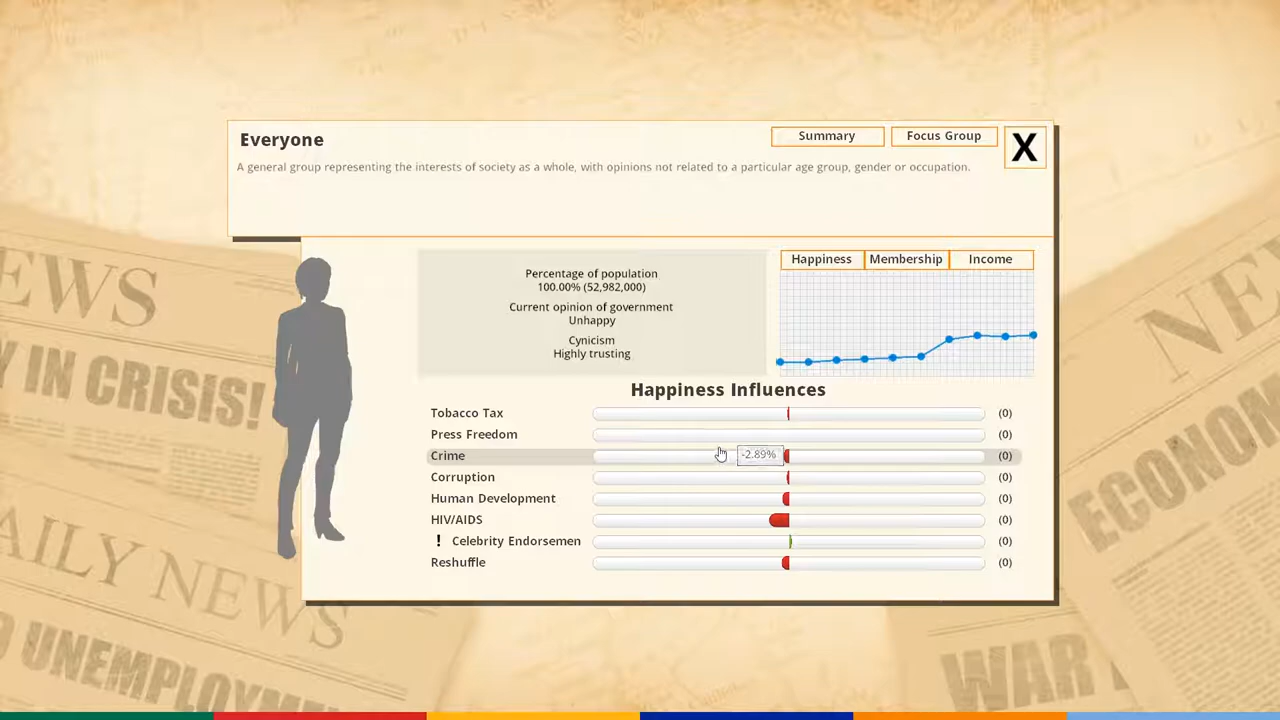 Everyone
Summary
Focus Group
X
A general group representing the interests of society as a whole, with opinions not related to a particular age group, gender or occupation.
Percentage of population
100.00% (52,982,000)
Current opinion of government
Unhappy
Cynicism
Highly trusting
Happiness
Membership
Income
Happiness Influences
Tobacco Tax (0)
Press Freedom (0)
Crime -2.89% (0)
Corruption (0)
Human Development (0)
HIV/AIDS (0)
! Celebrity Endorsemen (0)
Reshuffle (0)
EWS
Y IN CRISIS!
AILY NEWS
UNEMPLOYM
NE
ECONOM
WAR